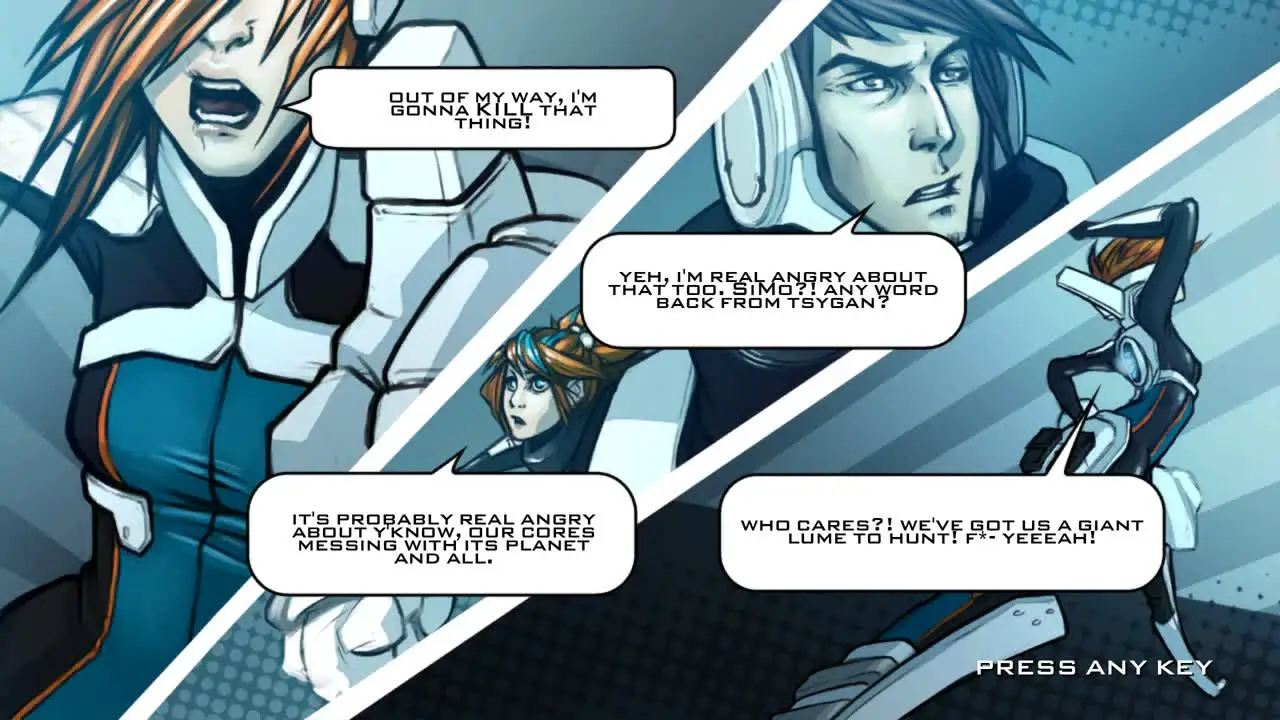 OUT OF MY WAY, I'M
GONNA KILL THAT
THING!
YEH, I'M REAL ANGRY ABOUT
THAT TOO. SIMO?! ANY WORD
BACK FROM TSYGAN?
IT'S PROBABLY REAL ANGRY
ABOUT Y'KNOW, OUR CORES
MESSING WITH ITS PLANET
AND ALL.
WHO CARES?! WE'VE GOT US A GIANT
LUME TO HUNT! F*- YEEEAH!
PRESS ANY KEY